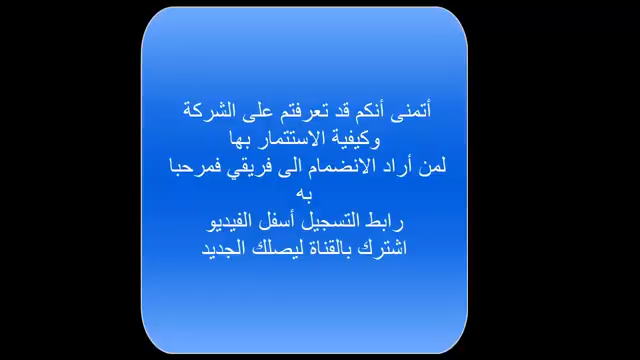 أتمنى أنكم قد تعرفتم على الشركة
وكيفية الاستتمار بها
لمن أراد الانضمام الى فريقي فمرحبا
به
رابط التسجيل أسفل الفيديو
اشترك بالقناة ليصلك الجديد